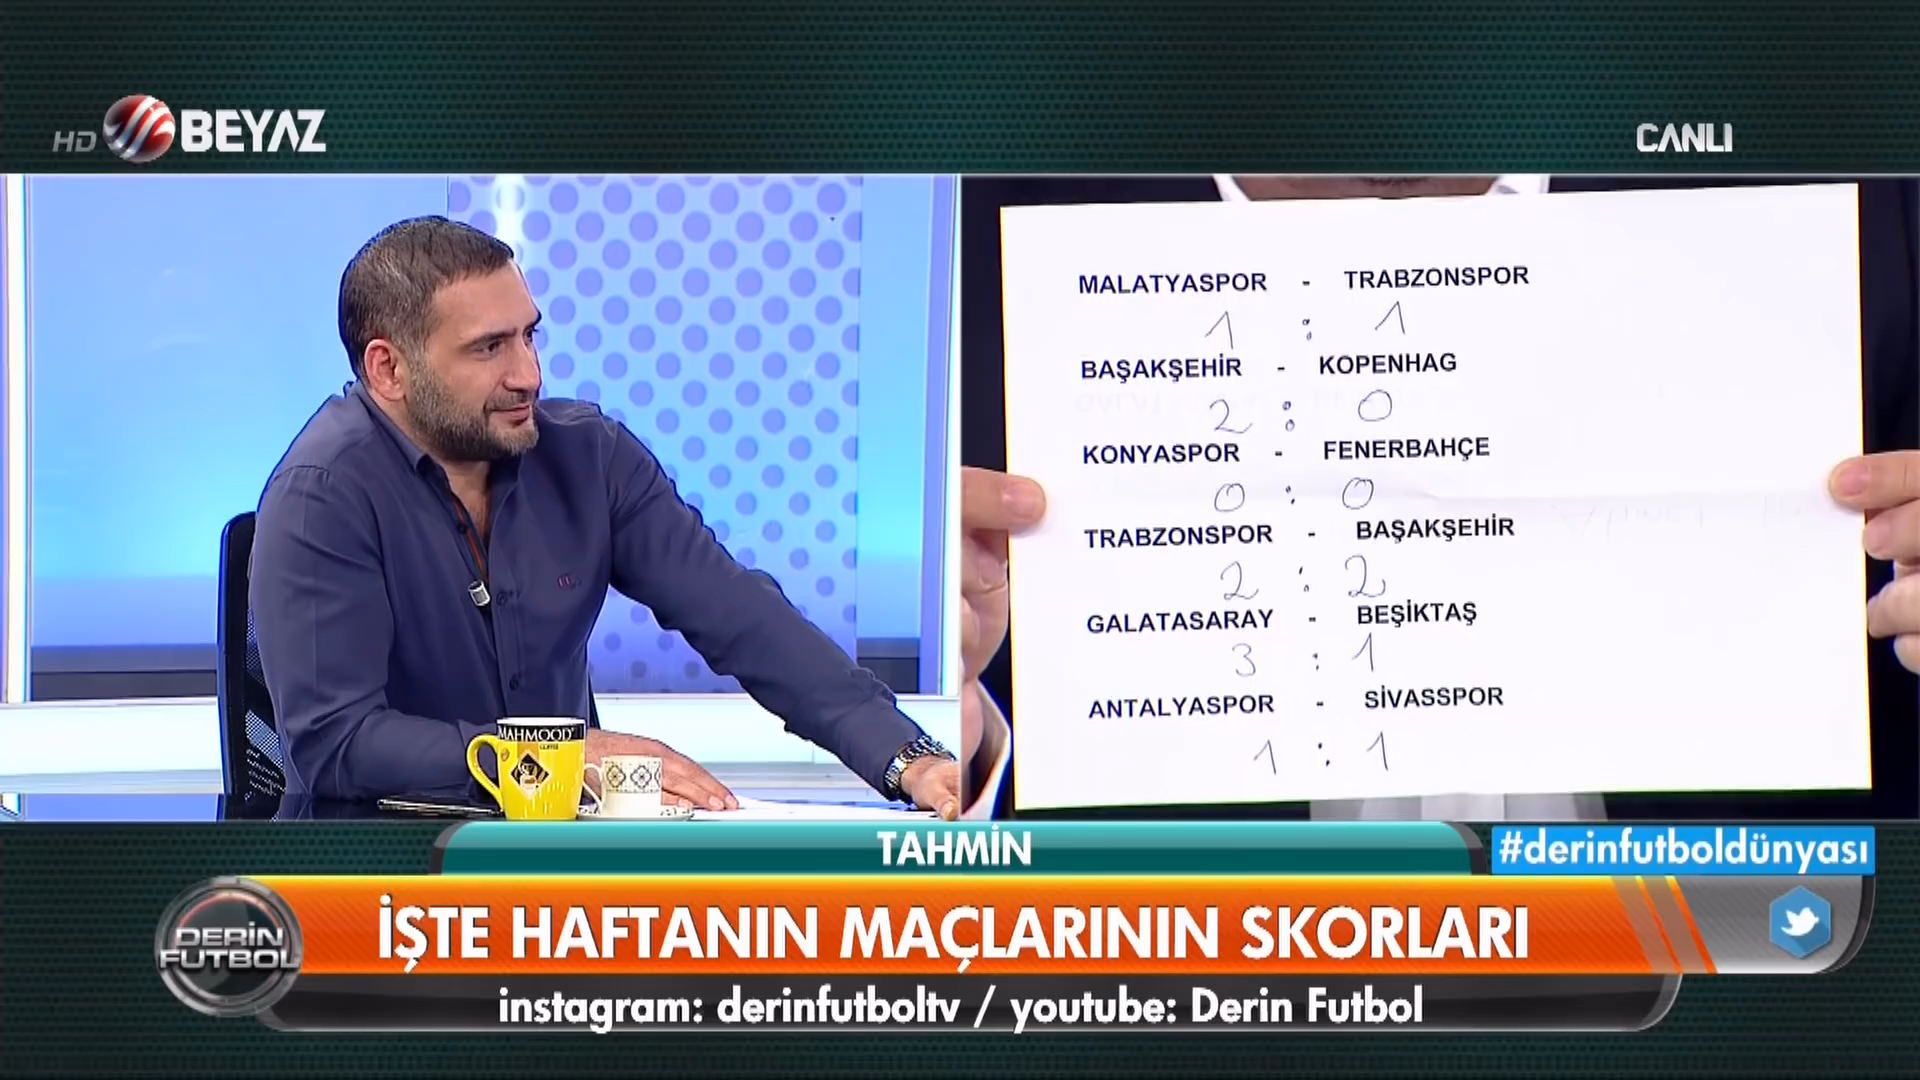 HD BEYAZ
CANLI
MALATYASPOR - TRABZONSPOR
1 : 1
BAŞAKŞEHİR - KOPENHAG
2 : 0
KONYASPOR - FENERBAHÇE
0 : 0
TRABZONSPOR - BAŞAKŞEHİR
2 : 2
GALATASARAY - BEŞİKTAŞ
3 : 1
ANTALYASPOR - SİVASSPOR
1 : 1
MAHMOOD
COFFEE
TAHMİN
#derinfutboldünyası
DERİN
FUTBOL
İŞTE HAFTANIN MAÇLARININ SKORLARI
instagram: derinfutboltv / youtube: Derin Futbol